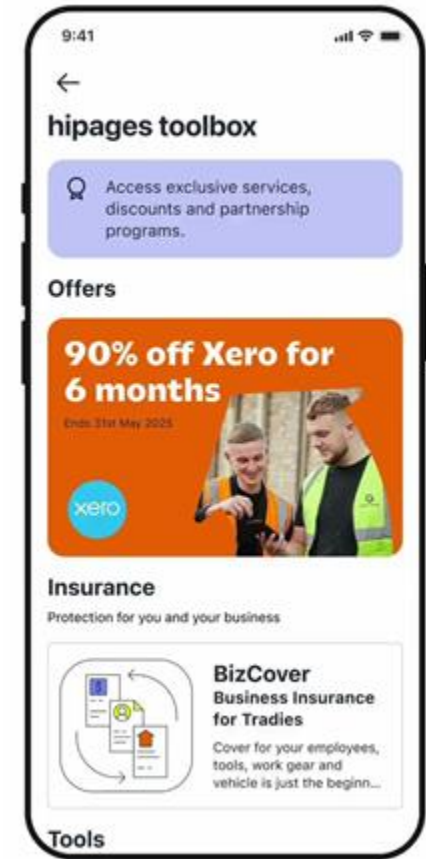 9:41
hipages toolbox
Access exclusive services,
discounts and partnership
programs.
Offers
90% off Xero for
6 months
Ends 31st May 2025
xero
Insurance
Protection for you and your business
$
BizCover
Business Insurance
for Tradies
Cover for your employees,
tools, work gear and
vehicle is just the beginn...
Tools